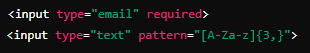 <input type="email" required>
<input type="text" pattern="[A-Za-z]{3,}">